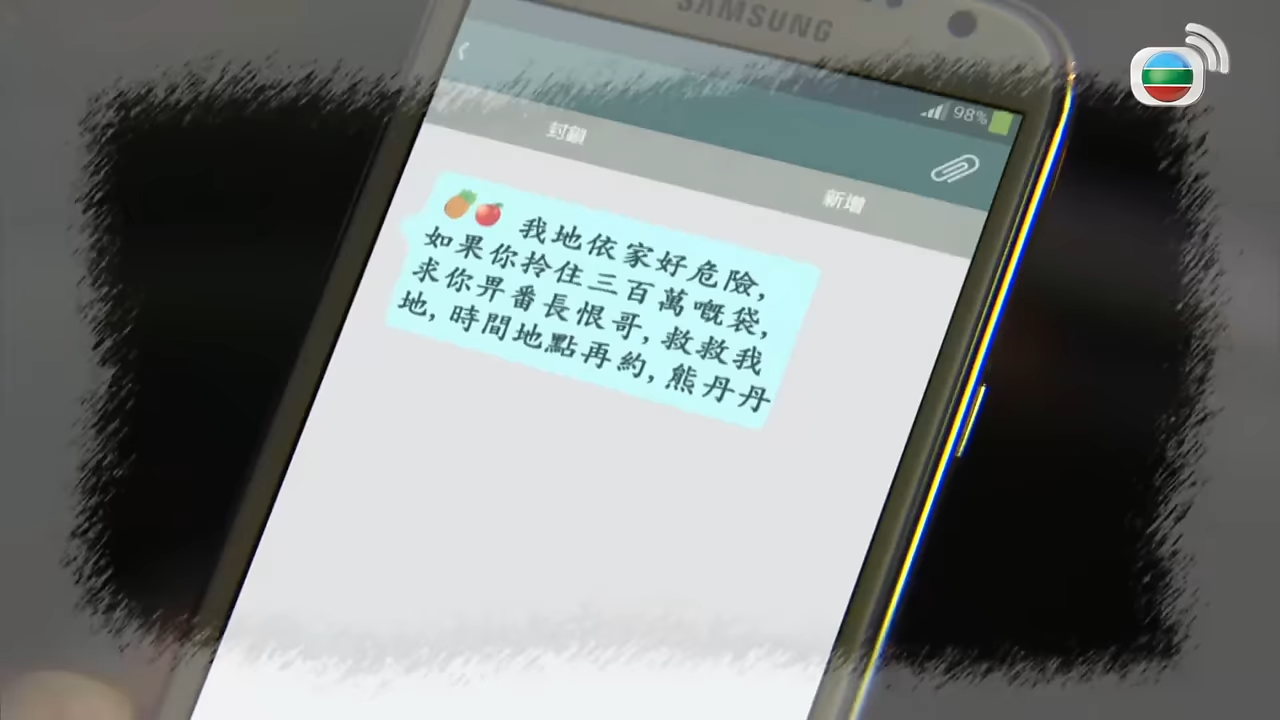 SAMSUNG
98%
封鎖
新增
🍍🍎 我地依家好危險,
如果你拎住三百萬嘅袋,
求你畀番長恨哥, 救救我
地, 時間地點再約, 熊丹丹